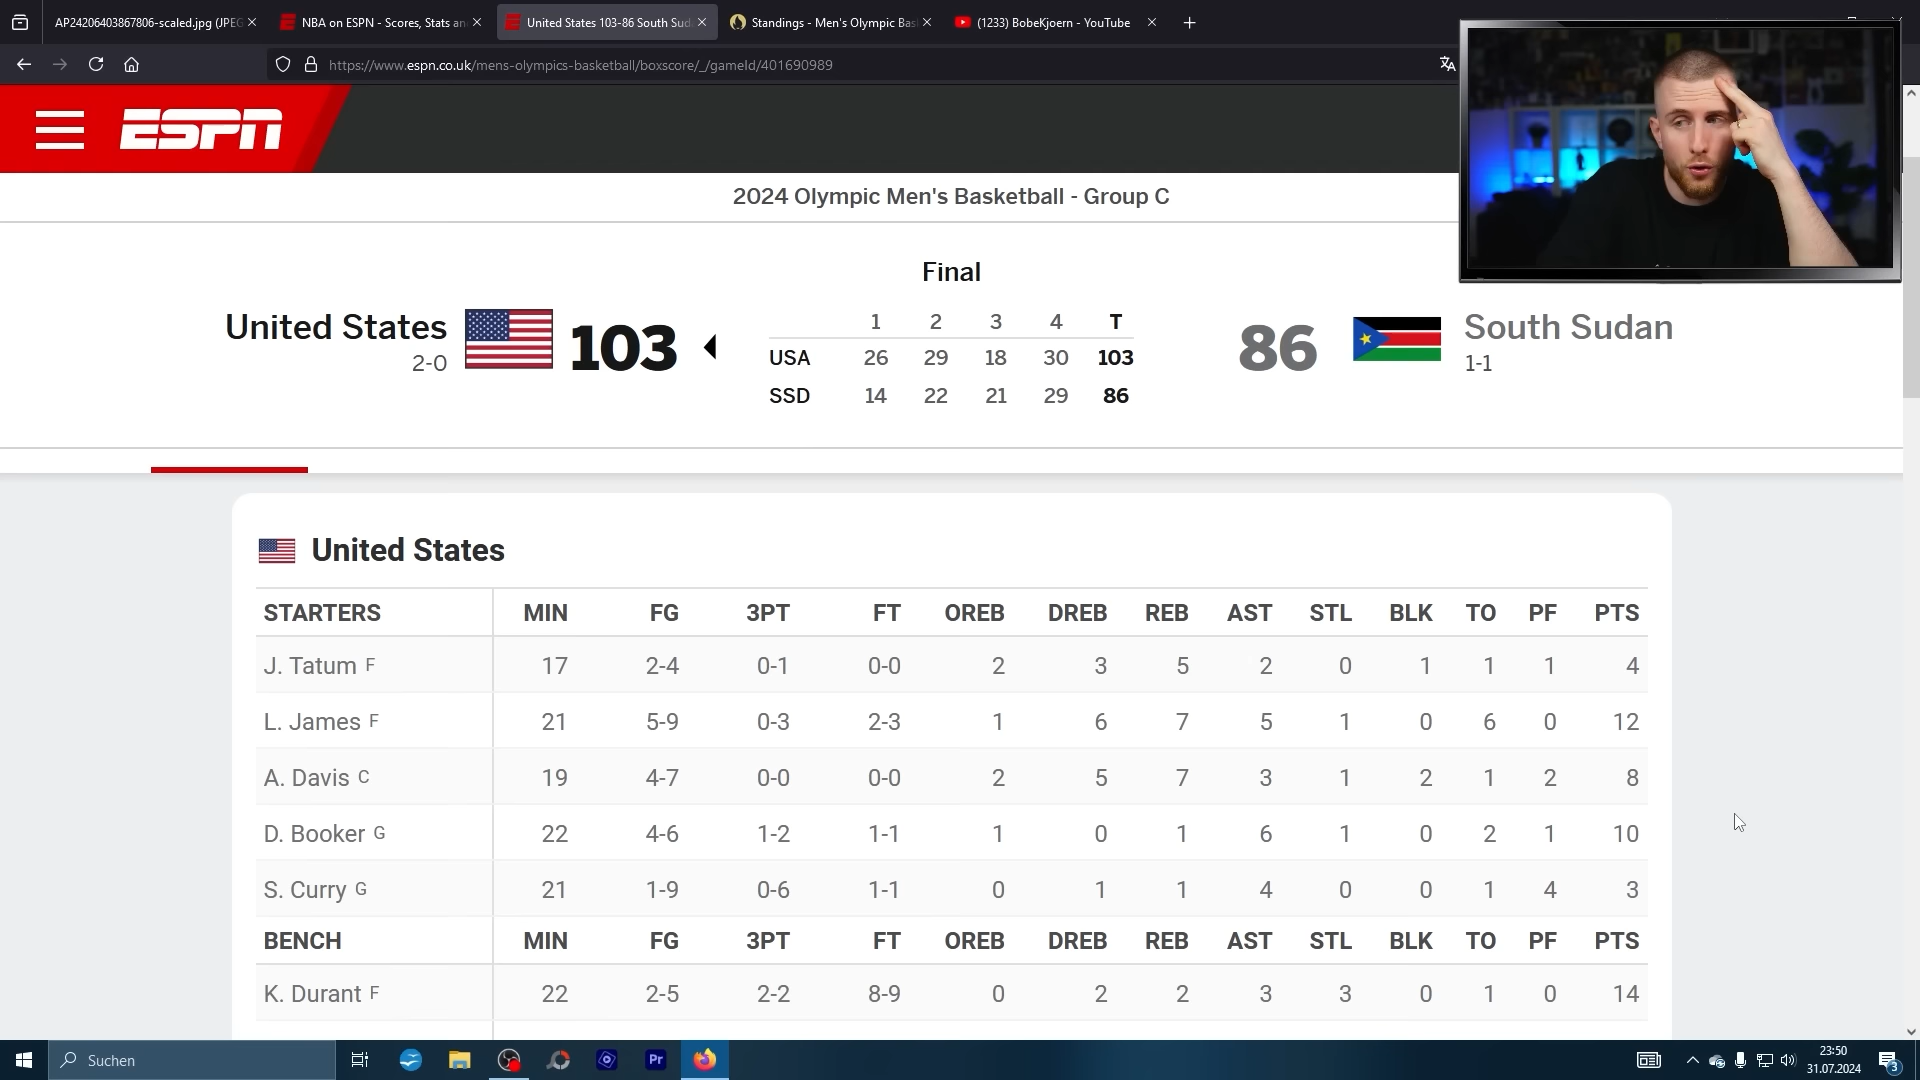 AP24206403867806-scaled.jpg (JPEG
NBA on ESPN - Scores, Stats an
United States 103-86 South Sud
Standings - Men's Olympic Bas
(1233) BobeKjoern - YouTube
https://www.espn.co.uk/mens-olympics-basketball/boxscore/_/gameId/401690989
ESPN
2024 Olympic Men's Basketball - Group C
Final
United States 2-0 103
1 2 3 4 T
USA 26 29 18 30 103
SSD 14 22 21 29 86
86 South Sudan 1-1
United States
STARTERS MIN FG 3PT FT OREB DREB REB AST STL BLK TO PF PTS
J. Tatum F 17 2-4 0-1 0-0 2 3 5 2 0 1 1 1 4
L. James F 21 5-9 0-3 2-3 1 6 7 5 1 0 6 0 12
A. Davis C 19 4-7 0-0 0-0 2 5 7 3 1 2 1 2 8
D. Booker G 22 4-6 1-2 1-1 1 0 1 6 1 0 2 1 10
S. Curry G 21 1-9 0-6 1-1 0 1 1 4 0 0 1 4 3
BENCH MIN FG 3PT FT OREB DREB REB AST STL BLK TO PF PTS
K. Durant F 22 2-5 2-2 8-9 0 2 2 3 3 0 1 0 14
Suchen
Pr
23:50
31.07.2024
3